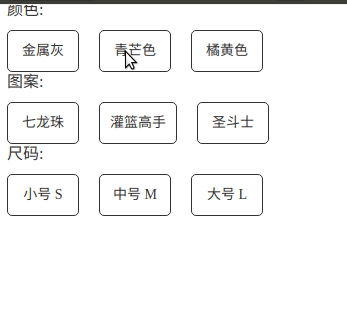 颜色:
金属灰 青芒色 橘黄色
图案:
七龙珠 灌篮高手 圣斗士
尺码:
小号 S 中号 M 大号 L